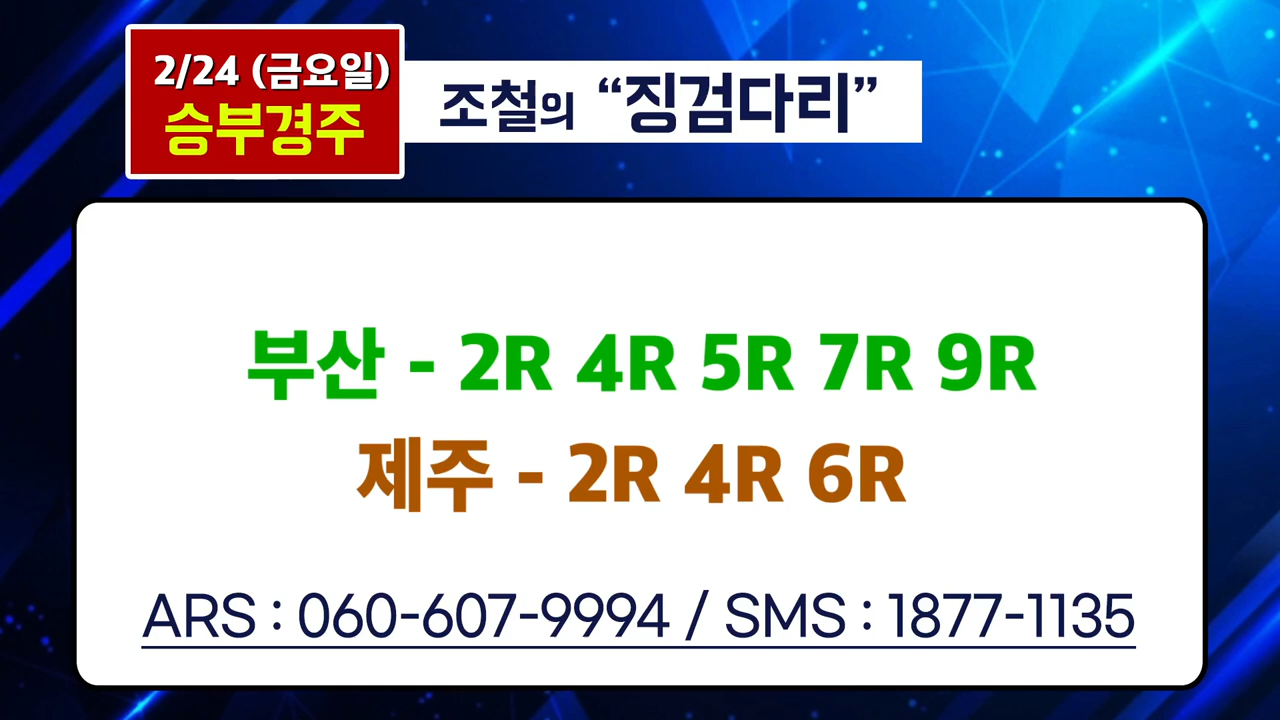 2/24 (금요일)
승부경주
조철의 “징검다리”
부산 - 2R 4R 5R 7R 9R
제주 - 2R 4R 6R
ARS : 060-607-9994 / SMS : 1877-1135